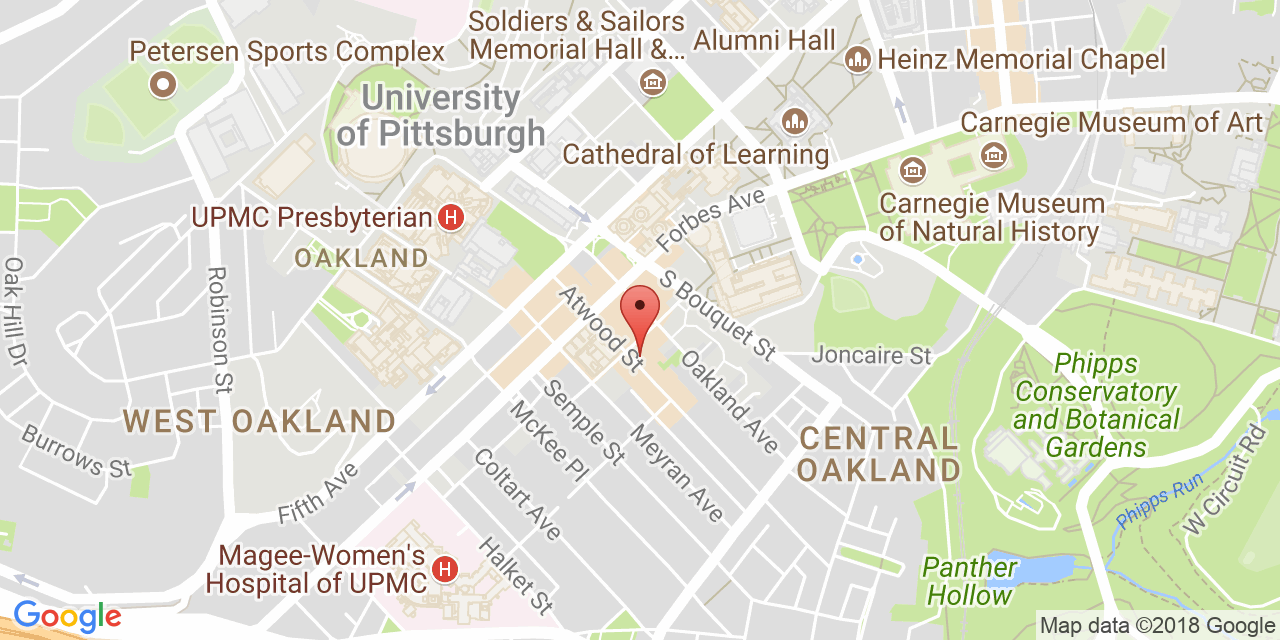 Soldiers & Sailors
Memorial Hall &...
Alumni Hall
Petersen Sports Complex
Heinz Memorial Chapel
University
of Pittsburgh
Carnegie Museum of Art
Cathedral of Learning
UPMC Presbyterian
H
Forbes Ave
Carnegie Museum
of Natural History
OAKLAND
Oak Hill Dr
Robinson St
Atwood St
S Bouquet St
Joncaire St
Oakland Ave
Phipps
Conservatory
and Botanical
Gardens
WEST OAKLAND
Burrows St
Semple St
McKee Pl
Meyran Ave
CENTRAL
OAKLAND
Coltart Ave
Fifth Ave
Phipps Run
W Circuit Rd
Magee-Women's
Hospital of UPMC
H
Halket St
Panther
Hollow
Google
Map data ©2018 Google